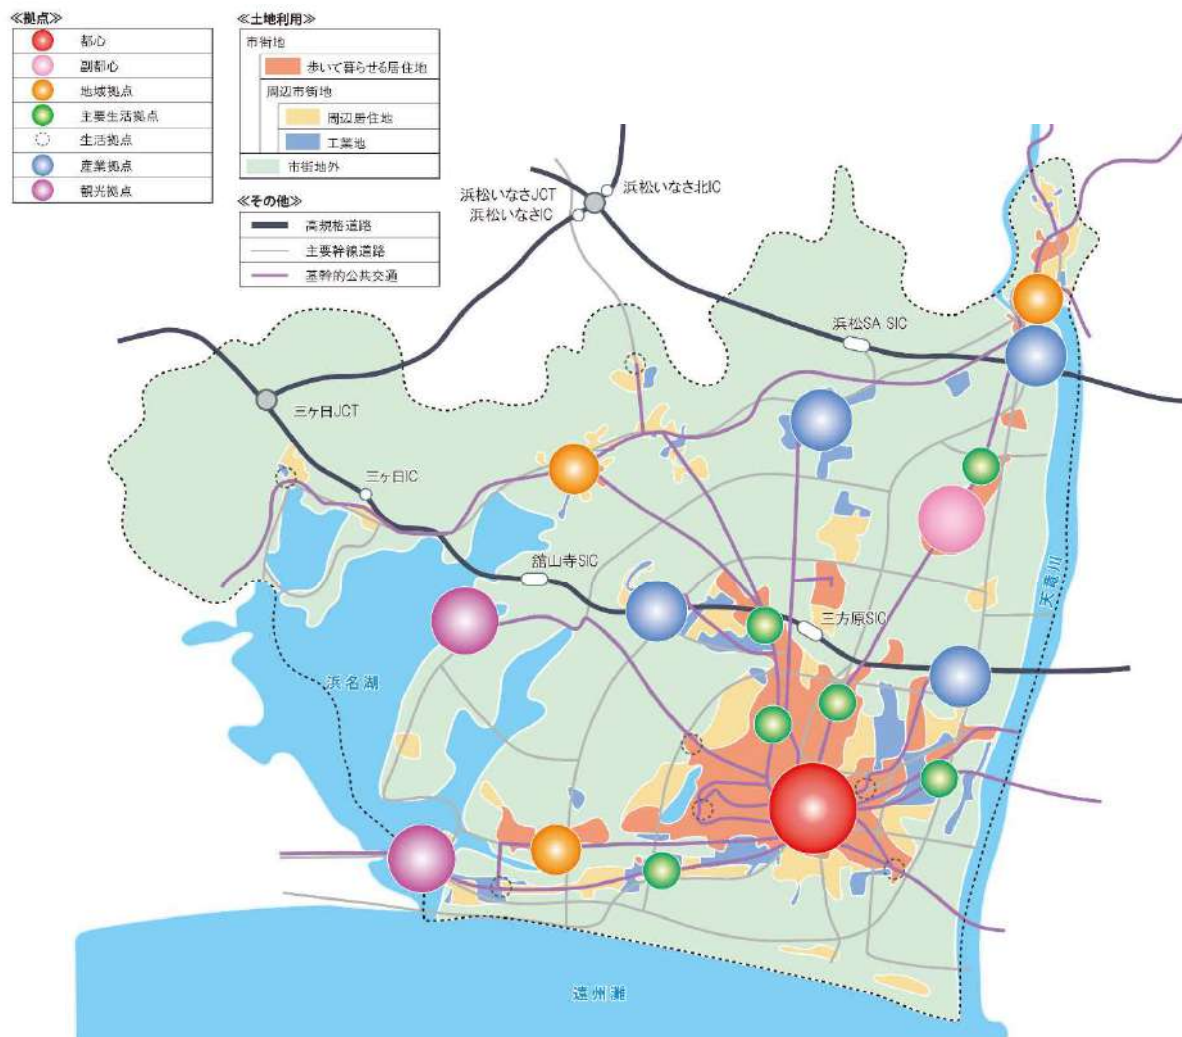 ≪拠点≫
都心
副都心
地域拠点
主要生活拠点
生活拠点
産業拠点
観光拠点
≪土地利用≫
市街地
歩いて暮らせる居住地
周辺市街地
周辺居住地
工業地
市街地外
≪その他≫
高規格道路
主要幹線道路
基幹的公共交通
浜松いなさJCT
浜松いなさIC
浜松いなさ北IC
浜松SA SIC
三ヶ日JCT
三ヶ日IC
舘山寺SIC
三方原SIC
天竜川
浜名湖
遠州灘